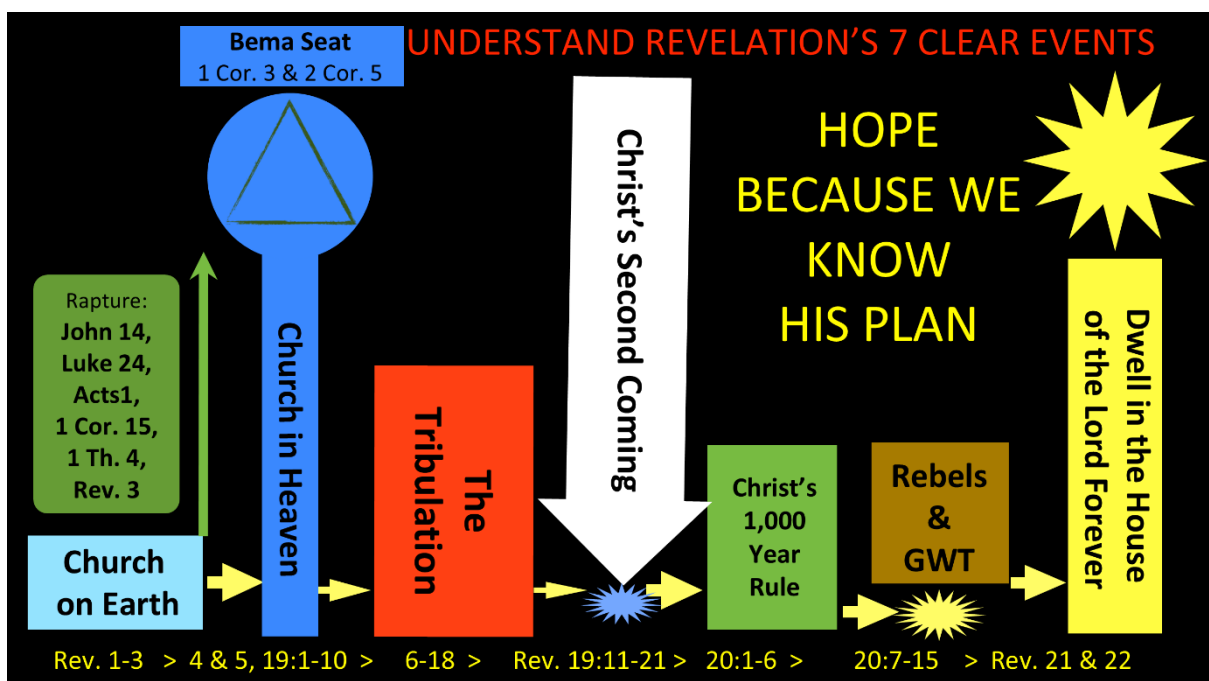 UNDERSTAND REVELATION'S 7 CLEAR EVENTS
Bema Seat
1 Cor. 3 & 2 Cor. 5
HOPE
BECAUSE WE
KNOW
HIS PLAN
Rapture:
John 14,
Luke 24,
Acts1,
1 Cor. 15,
1 Th. 4,
Rev. 3
Church
on Earth
Church in Heaven
The
Tribulation
Christ's Second Coming
Christ's
1,000
Year
Rule
Rebels
&
GWT
Dwell in the House
of the Lord Forever
Rev. 1-3 > 4 & 5, 19:1-10 > 6-18 > Rev. 19:11-21 > 20:1-6 > 20:7-15 > Rev. 21 & 22